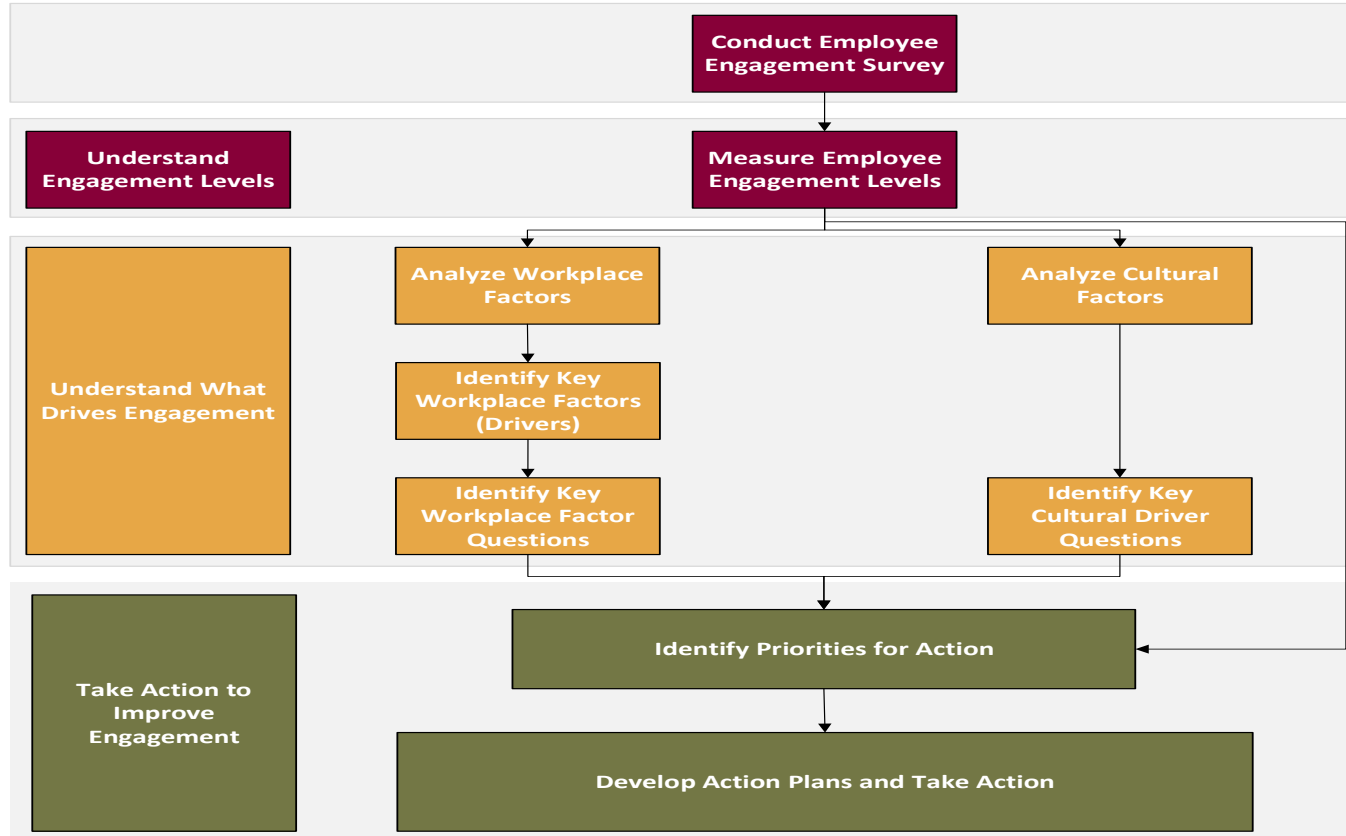 Conduct Employee
Engagement Survey
Understand
Engagement Levels
Measure Employee
Engagement Levels
Understand What
Drives Engagement
Analyze Workplace
Factors
Analyze Cultural
Factors
Identify Key
Workplace Factors
(Drivers)
Identify Key
Workplace Factor
Questions
Identify Key
Cultural Driver
Questions
Take Action to
Improve
Engagement
Identify Priorities for Action
Develop Action Plans and Take Action